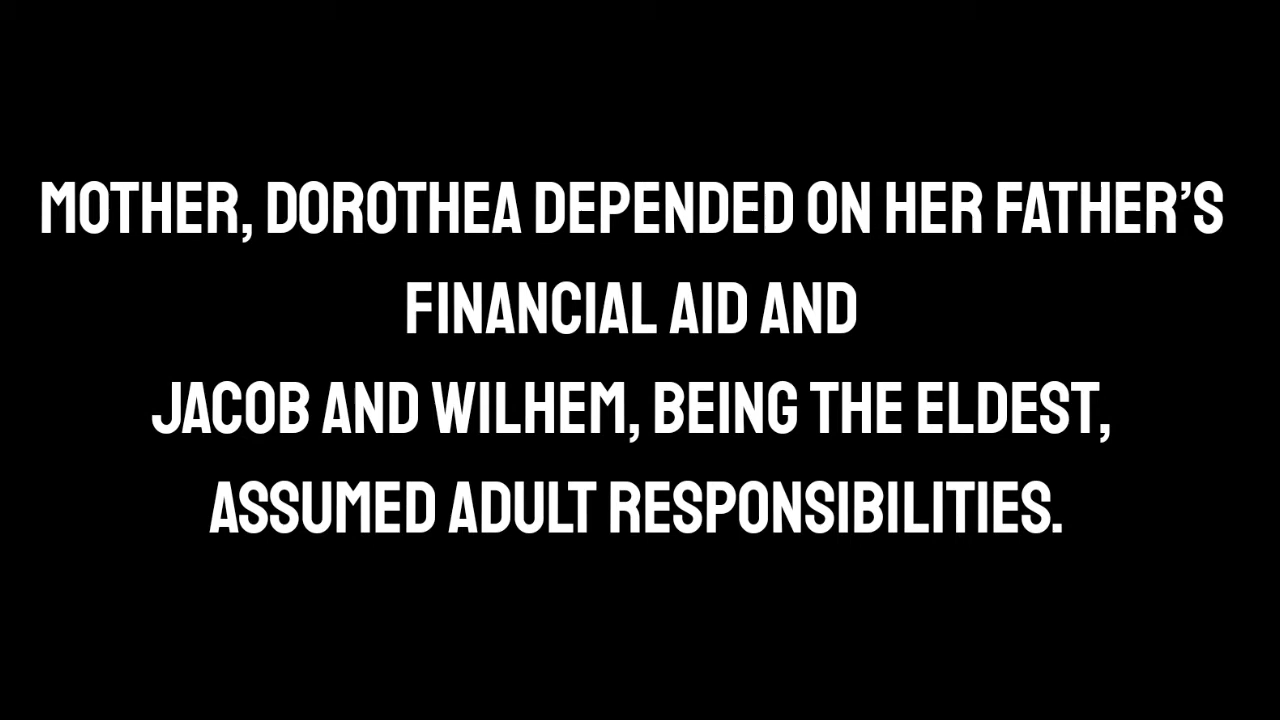 MOTHER, DOROTHEA DEPENDED ON HER FATHER’S
FINANCIAL AID AND
JACOB AND WILHEM, BEING THE ELDEST,
ASSUMED ADULT RESPONSIBILITIES.